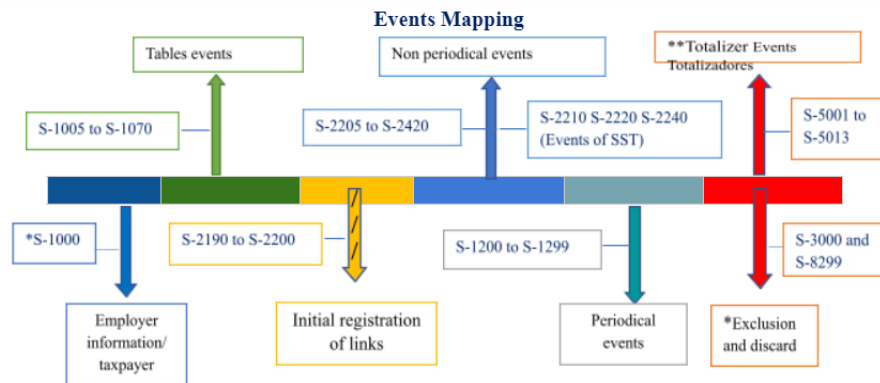 Events Mapping
Tables events
Non periodical events
**Totalizer Events
Totalizadores
S-1005 to S-1070
S-2205 to S-2420
S-2210 S-2220 S-2240
(Events of SST)
S-5001 to
S-5013
*S-1000
S-2190 to S-2200
S-1200 to S-1299
S-3000 and
S-8299
Employer
information/
taxpayer
Initial registration
of links
Periodical
events
*Exclusion
and discard